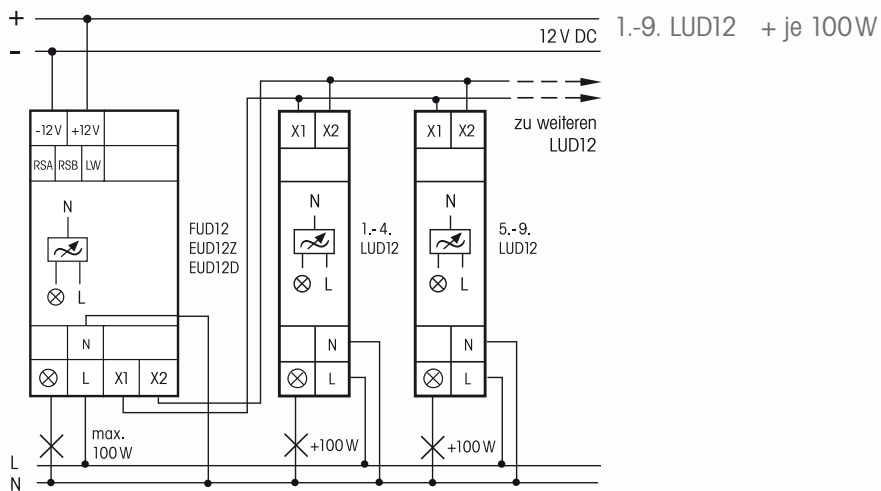 +
-
12 V DC
1.-9. LUD12 + je 100 W
zu weiteren
LUD12
-12V +12V
RSA RSB LW
N
L
FUD12
EUD12Z
EUD12D
N
L X1 X2
max.
100 W
X1 X2
N
L
1.-4.
LUD12
N
L
+100 W
X1 X2
N
L
5.-9.
LUD12
N
L
+100 W
L
N